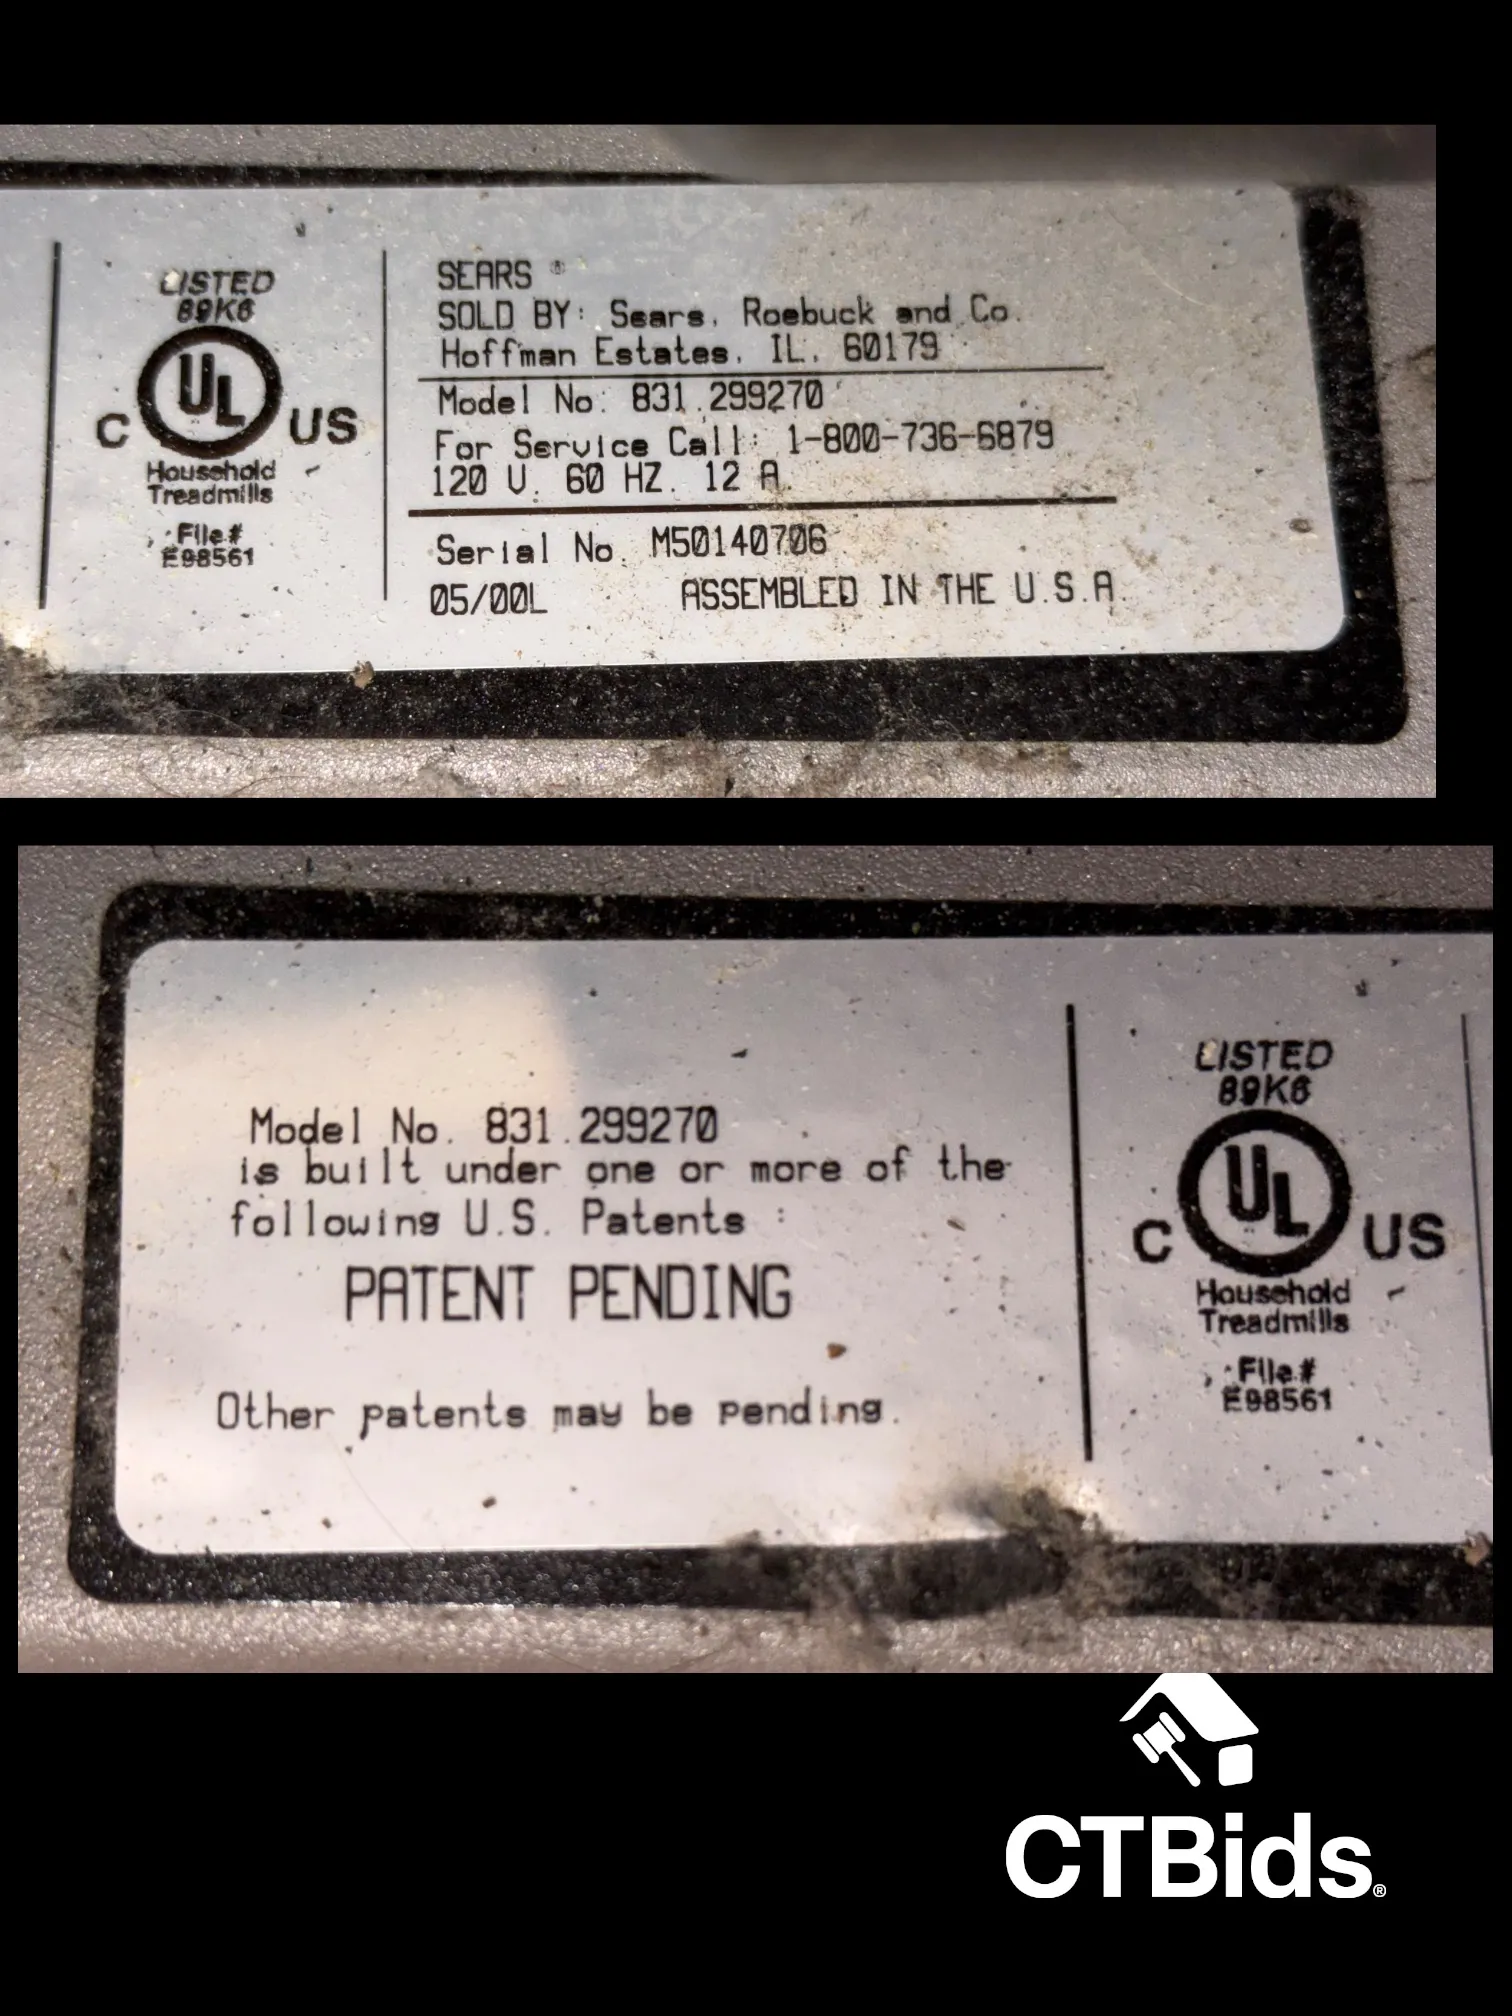 LISTED
89K6
C UL US
Household
Treadmills
File#
E98561
SEARS ®
SOLD BY: Sears, Roebuck and Co.
Hoffman Estates, IL. 60179
Model No: 831.299270
For Service Call: 1-800-736-6879
120 V. 60 HZ. 12 A.
Serial No. M50140706
05/00L ASSEMBLED IN THE U.S.A.
Model No. 831.299270
is built under one or more of the
following U.S. Patents :
PATENT PENDING
Other patents may be pending.
LISTED
89K6
C UL US
Household
Treadmills
File#
E98561
CTBids®